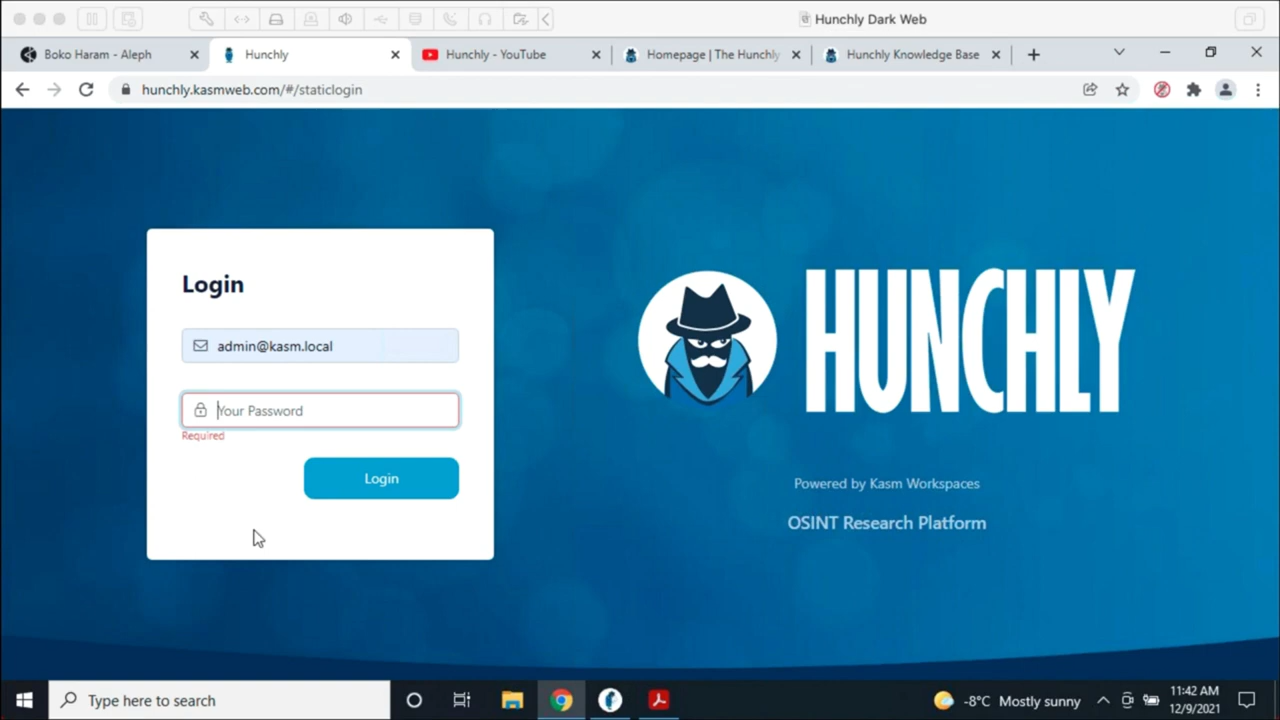 Hunchly Dark Web
Boko Haram - Aleph
Hunchly
Hunchly - YouTube
Homepage | The Hunchly
Hunchly Knowledge Base
hunchly.kasmweb.com/#/staticlogin
Login
admin@kasm.local
Your Password
Required
Login
HUNCHLY
Powered by Kasm Workspaces
OSINT Research Platform
Type here to search
-8°C Mostly sunny
11:42 AM
12/9/2021